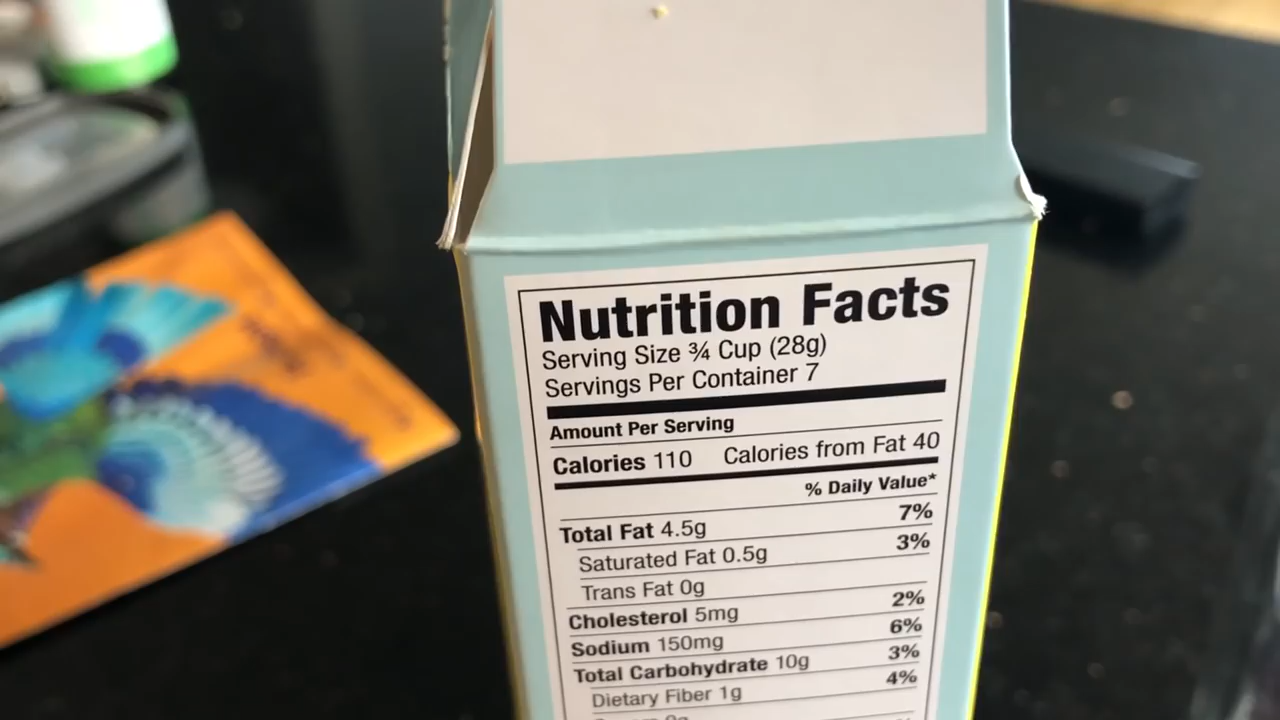 Nutrition Facts
Serving Size ¾ Cup (28g)
Servings Per Container 7
Amount Per Serving
Calories 110 Calories from Fat 40
% Daily Value*
Total Fat 4.5g 7%
Saturated Fat 0.5g 3%
Trans Fat 0g
Cholesterol 5mg 2%
Sodium 150mg 6%
Total Carbohydrate 10g 3%
Dietary Fiber 1g 4%